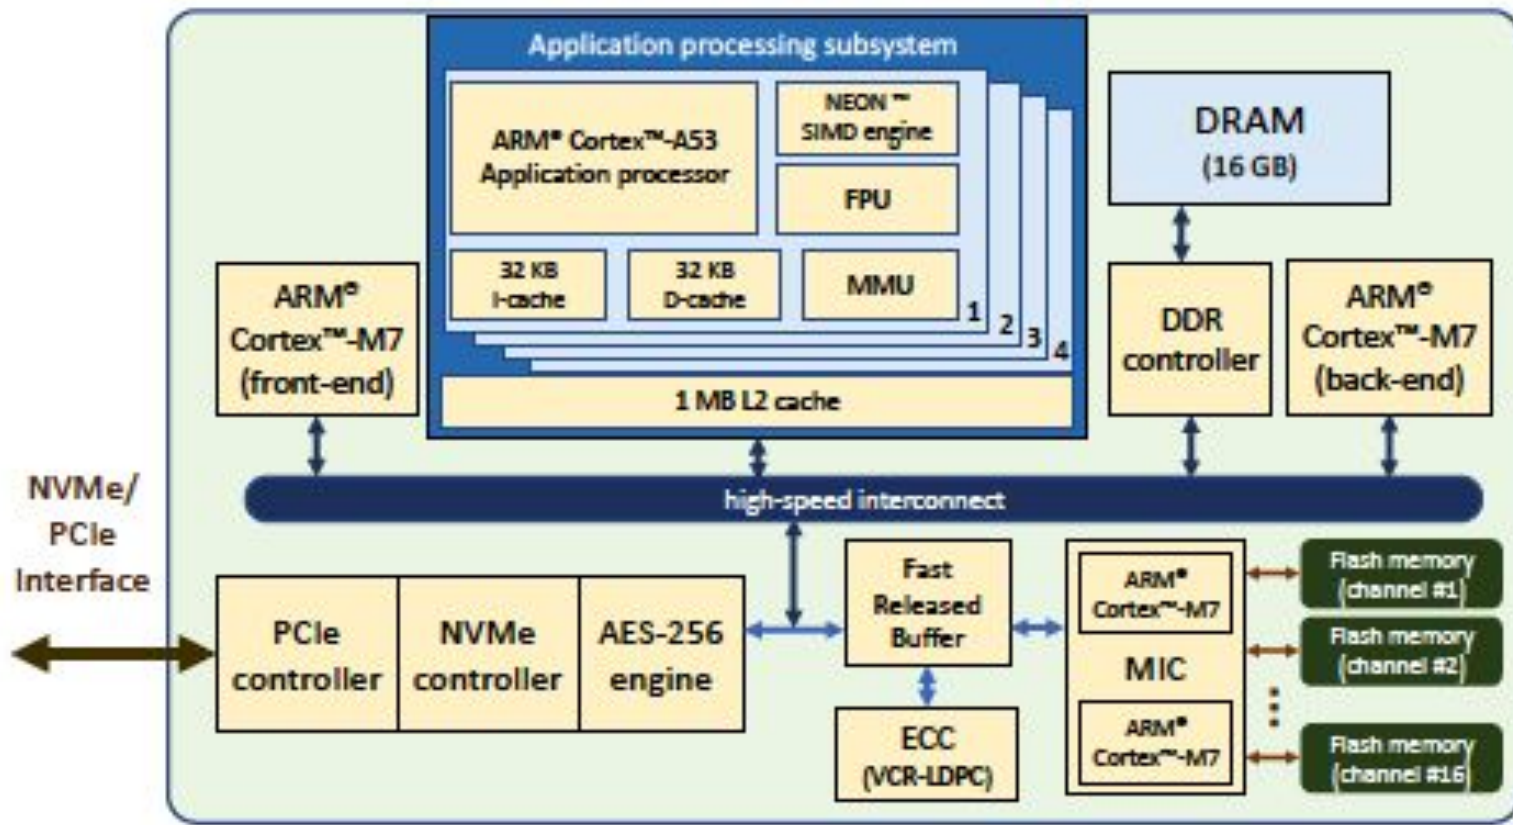 Application processing subsystem
ARM® Cortex™-A53
Application processor
NEON™
SIMD engine
FPU
32 KB
I-cache
32 KB
D-cache
MMU
1
2
3
4
1 MB L2 cache
DRAM
(16 GB)
ARM®
Cortex™-M7
(front-end)
DDR
controller
ARM®
Cortex™-M7
(back-end)
high-speed interconnect
NVMe/
PCIe
Interface
PCIe
controller
NVMe
controller
AES-256
engine
Fast
Released
Buffer
ECC
(VCR-LDPC)
ARM®
Cortex™-M7
MIC
ARM®
Cortex™-M7
Flash memory
(channel #1)
Flash memory
(channel #2)
Flash memory
(channel #16)